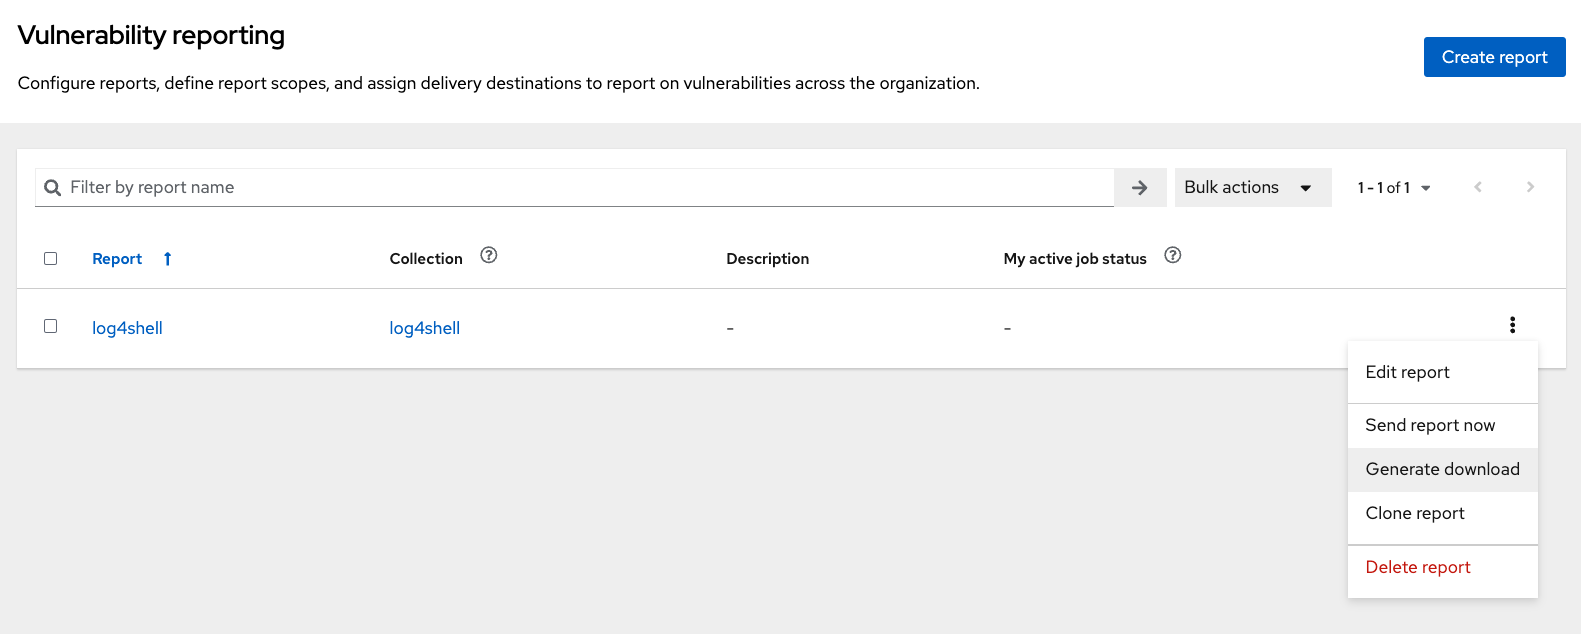 Vulnerability reporting
Configure reports, define report scopes, and assign delivery destinations to report on vulnerabilities across the organization.
Create report
Filter by report name
Bulk actions
1 - 1 of 1
Report
Collection
Description
My active job status
log4shell
log4shell
-
-
Edit report
Send report now
Generate download
Clone report
Delete report